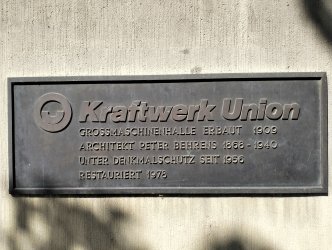 Kraftwerk Union
GROSSMASCHINENHALLE ERBAUT 1909
ARCHITEKT PETER BEHRENS 1868 - 1940
UNTER DENKMALSCHUTZ SEIT 1956
RESTAURIERT 1978